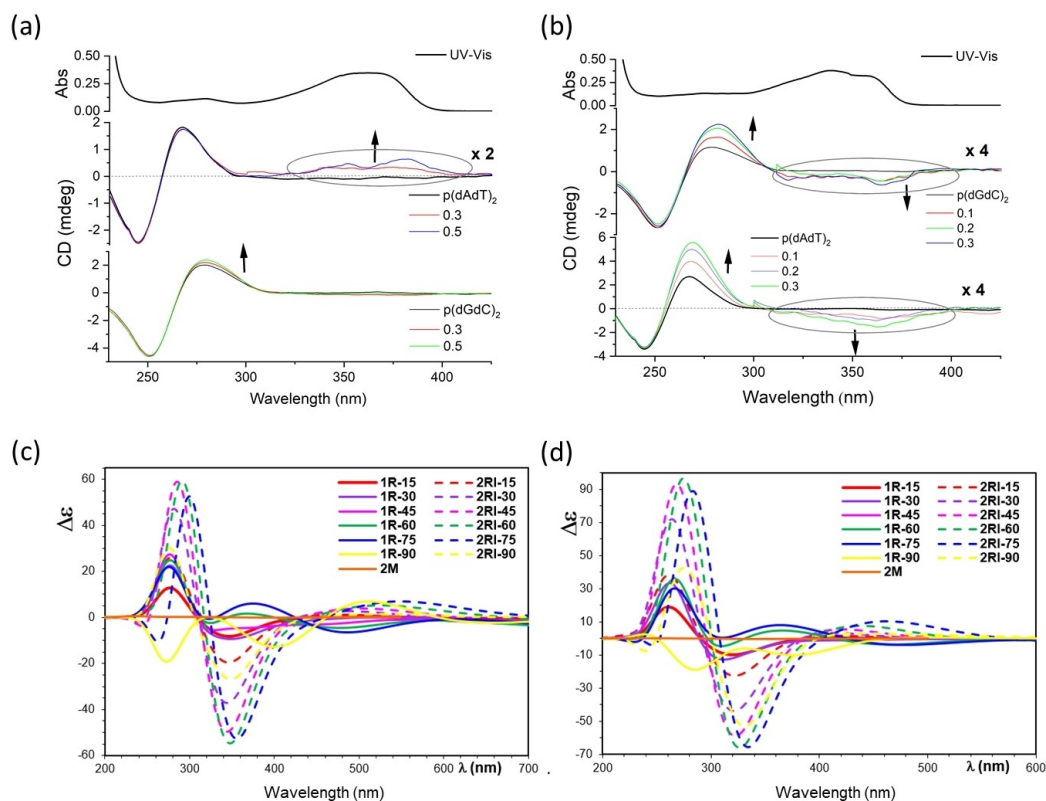 (a)
UV-Vis
Abs
0.50
0.25
0.00
2
1
0
-1
-2
x 2
p(dAdT)2
0.3
0.5
CD (mdeg)
2
0
-2
-4
p(dGdC)2
0.3
0.5
250
300
350
400
Wavelength (nm)
(b)
UV-Vis
Abs
0.50
0.25
0.00
2
0
-2
x 4
p(dGdC)2
0.1
0.2
0.3
CD (mdeg)
6
4
2
0
-2
-4
p(dAdT)2
0.1
0.2
0.3
x 4
250
300
350
400
Wavelength (nm)
(c)
Δε
60
40
20
0
-20
-40
-60
1R-15 2RI-15
1R-30 2RI-30
1R-45 2RI-45
1R-60 2RI-60
1R-75 2RI-75
1R-90 2RI-90
2M
200 300 400 500 600 700
λ (nm)
Wavelength (nm)
.
(d)
Δε
90
70
50
30
10
-10
-30
-50
-70
1R-15 2RI-15
1R-30 2RI-30
1R-45 2RI-45
1R-60 2RI-60
1R-75 2RI-75
1R-90 2RI-90
2M
200 300 400 500 600
λ (nm)
Wavelength (nm)